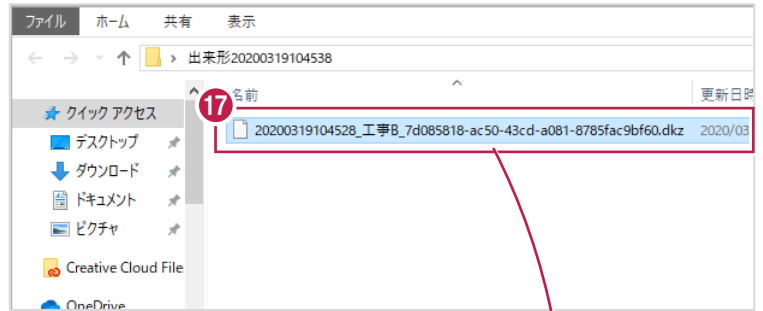 ファイル ホーム 共有 表示
出来形20200319104538
名前 更新日時
クイック アクセス
⑰
20200319104528_工事B_7d085818-ac50-43cd-a081-8785fac9bf60.dkz 2020/03
デスクトップ
ダウンロード
ドキュメント
ピクチャ
Creative Cloud File
OneDrive